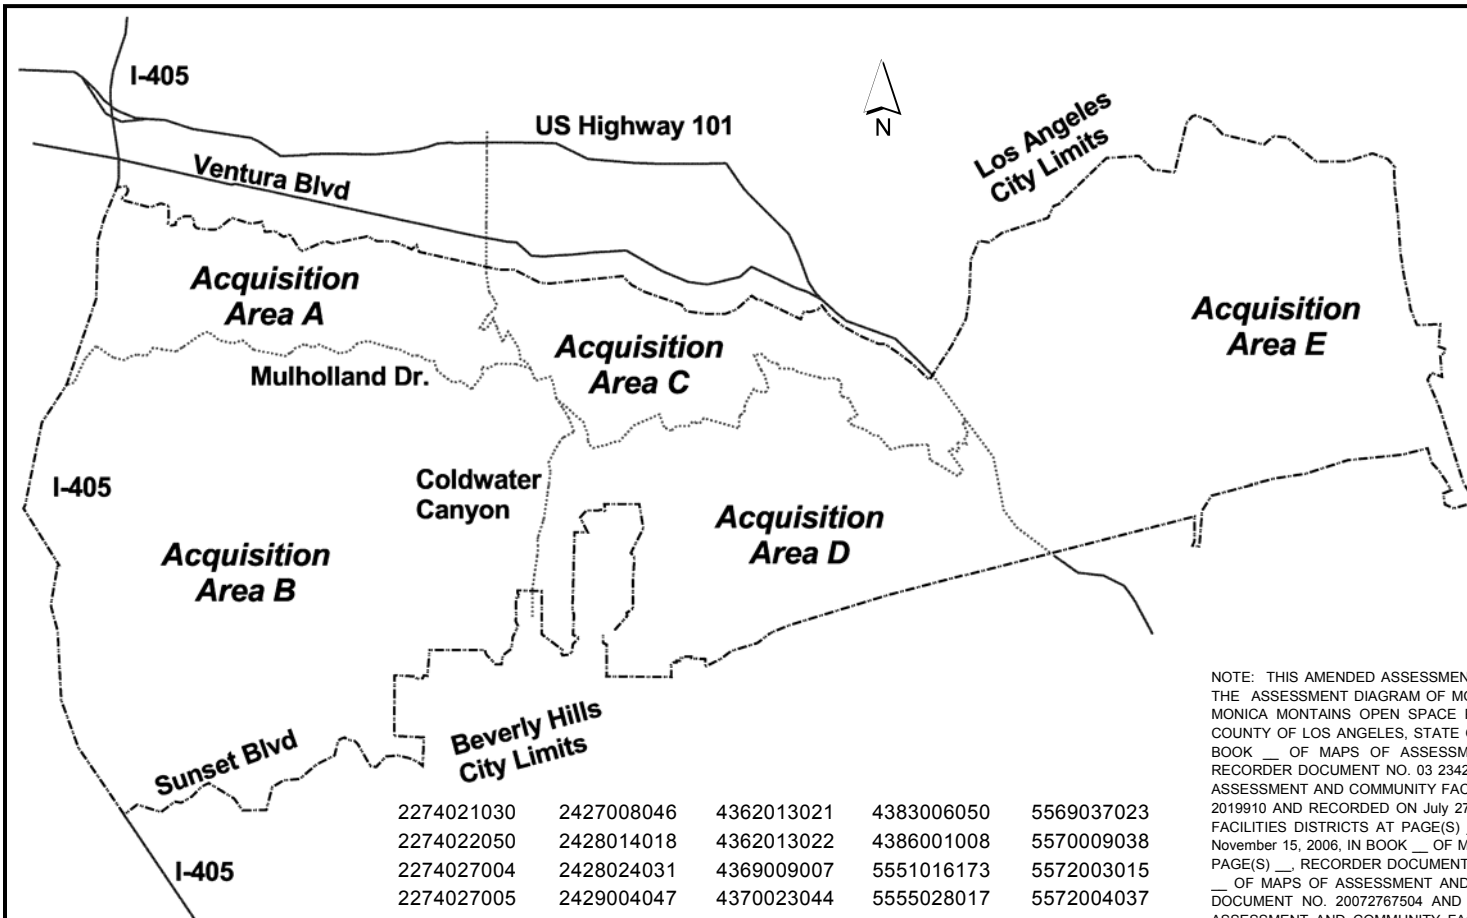 I-405
US Highway 101
N
Los Angeles
City Limits
Ventura Blvd
Acquisition
Area A
Acquisition
Area E
Acquisition
Area C
Mulholland Dr.
Coldwater
Canyon
I-405
Acquisition
Area D
Acquisition
Area B
Beverly Hills
City Limits
Sunset Blvd
I-405
2274021030 2427008046 4362013021 4383006050 5569037023
2274022050 2428014018 4362013022 4386001008 5570009038
2274027004 2428024031 4369009007 5551016173 5572003015
2274027005 2429004047 4370023044 5555028017 5572004037
NOTE: THIS AMENDED ASSESSMEN
THE ASSESSMENT DIAGRAM OF MO
MONICA MONTAINS OPEN SPACE
COUNTY OF LOS ANGELES, STATE
BOOK __ OF MAPS OF ASSESSM
RECORDER DOCUMENT NO. 03 2342
ASSESSMENT AND COMMUNITY FAC
2019910 AND RECORDED ON July 27
FACILITIES DISTRICTS AT PAGE(S)
November 15, 2006, IN BOOK __ OF M
PAGE(S) __, RECORDER DOCUMENT
__ OF MAPS OF ASSESSMENT AND
DOCUMENT NO. 20072767504 AND
ASSESSMENT AND COMMUNITY FA